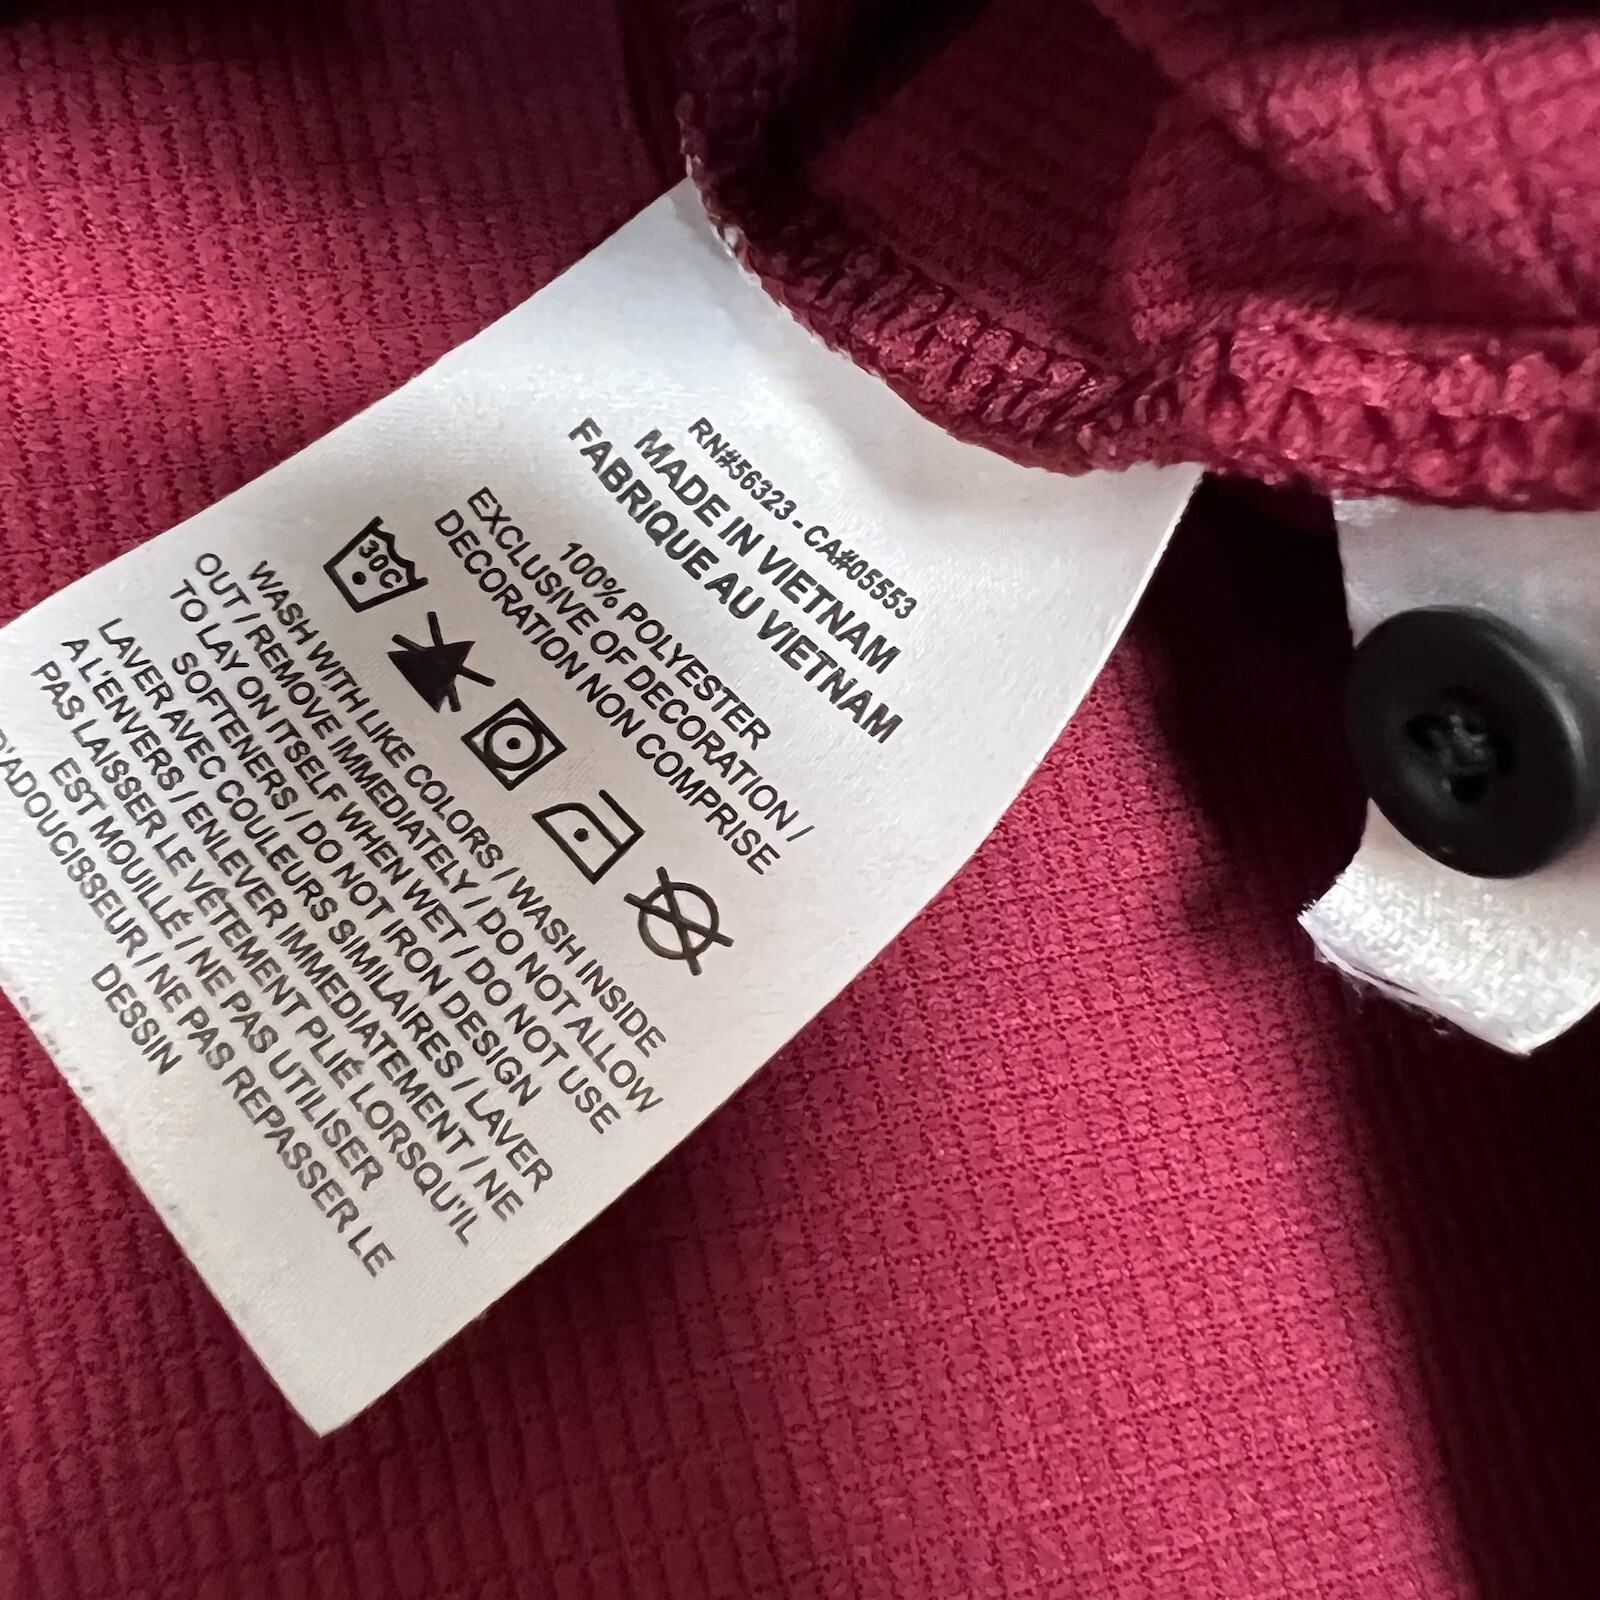 RN#56323 - CA#05553
MADE IN VIETNAM
FABRIQUE AU VIETNAM
100% POLYESTER
EXCLUSIVE OF DECORATION /
DECORATION NON COMPRISE
30C
WASH WITH LIKE COLORS / WASH INSIDE
OUT / REMOVE IMMEDIATELY / DO NOT ALLOW
TO LAY ON ITSELF WHEN WET / DO NOT USE
SOFTENERS / DO NOT IRON DESIGN
LAVER AVEC COULEURS SIMILAIRES / LAVER
A L'ENVERS / ENLEVER IMMEDIATEMENT / NE
PAS LAISSER LE VÊTEMENT PLIÉ LORSQU'IL
EST MOUILLÉ / NE PAS UTILISER
D'ADOUCISSEUR / NE PAS REPASSER LE
DESSIN